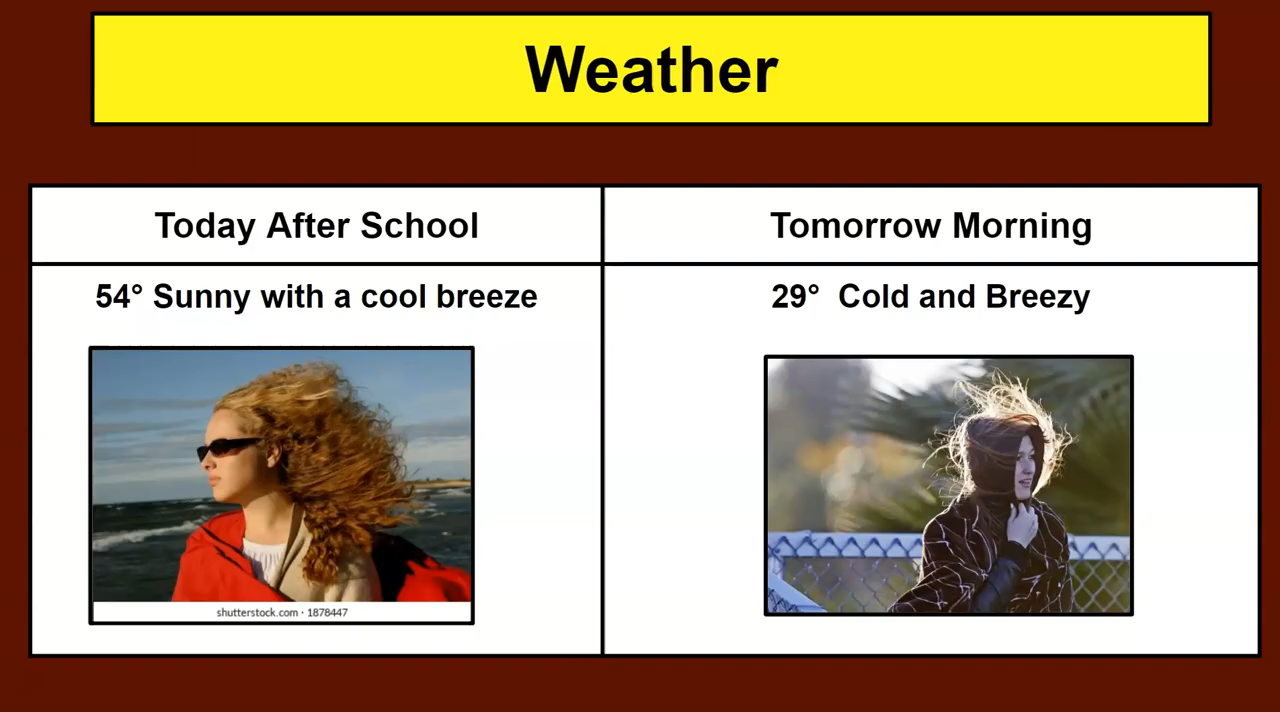 Weather
Today After School
Tomorrow Morning
54° Sunny with a cool breeze
29°  Cold and Breezy
shutterstock.com · 1878447